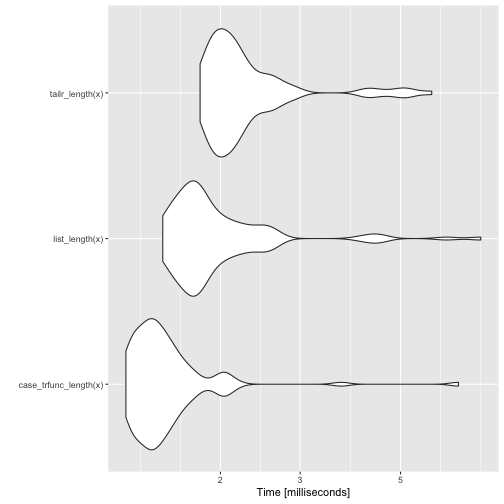 tailr_length(x)
list_length(x)
case_trfunc_length(x)
2 3 5
Time [milliseconds]